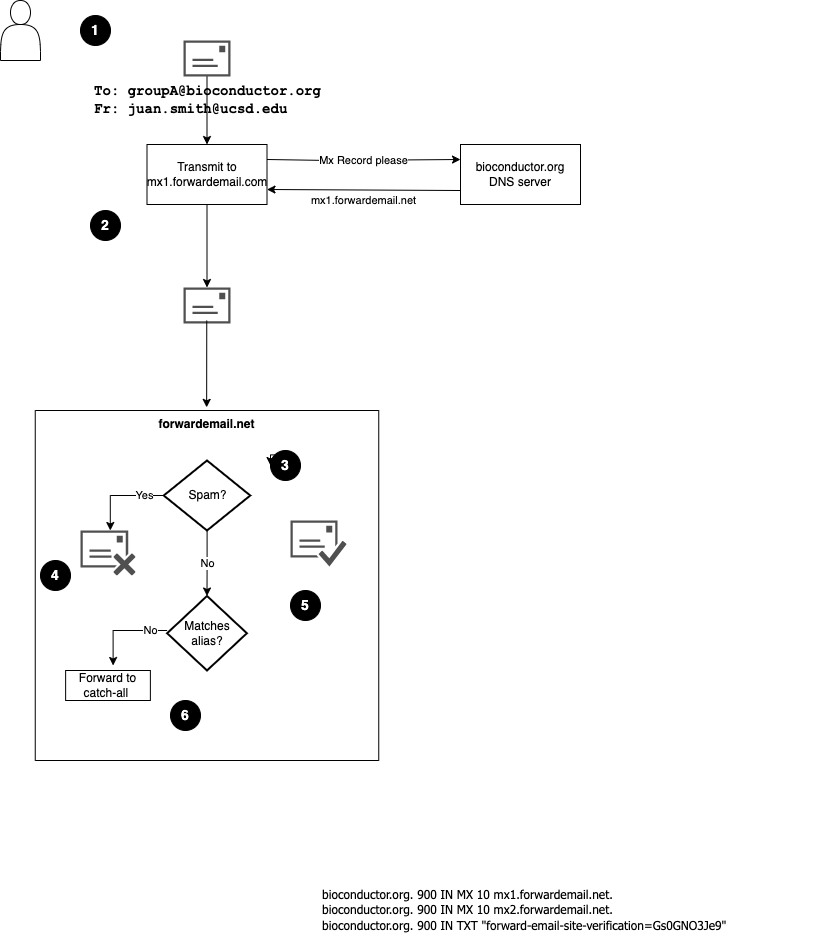 1
To: groupA@bioconductor.org
Fr: juan.smith@ucsd.edu
Transmit to
mx1.forwardemail.com
Mx Record please
bioconductor.org
DNS server
mx1.forwardemail.net
2
forwardemail.net
3
Spam?
Yes
No
4
5
Matches
alias?
No
Forward to
catch-all
6
bioconductor.org. 900 IN MX 10 mx1.forwardemail.net.
bioconductor.org. 900 IN MX 10 mx2.forwardemail.net.
bioconductor.org. 900 IN TXT "forward-email-site-verification=Gs0GNO3Je9"